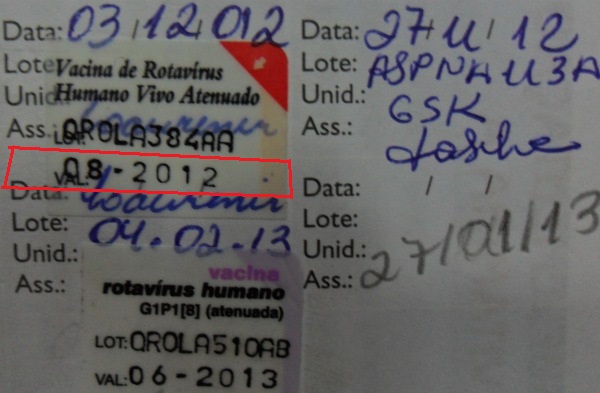 Data: 03/12/012
Lote
Vacina de Rotavírus
Unid
Humano Vivo Atenuado
Ass.:
LOT: QROLA384AA
VAL: 08-2012
Data:
Lote: 04.02.13
Unid.:
Ass.:
vacina
rotavírus humano
G1P1[8] (atenuada)
LOT: QROLA510AB
VAL: 06-2013
Data: 27/11/12
Lote: ASPNA113A
Unid.: GSK
Ass.:
Data: / /
Lote:
Unid.: 27/01/13
Ass.: